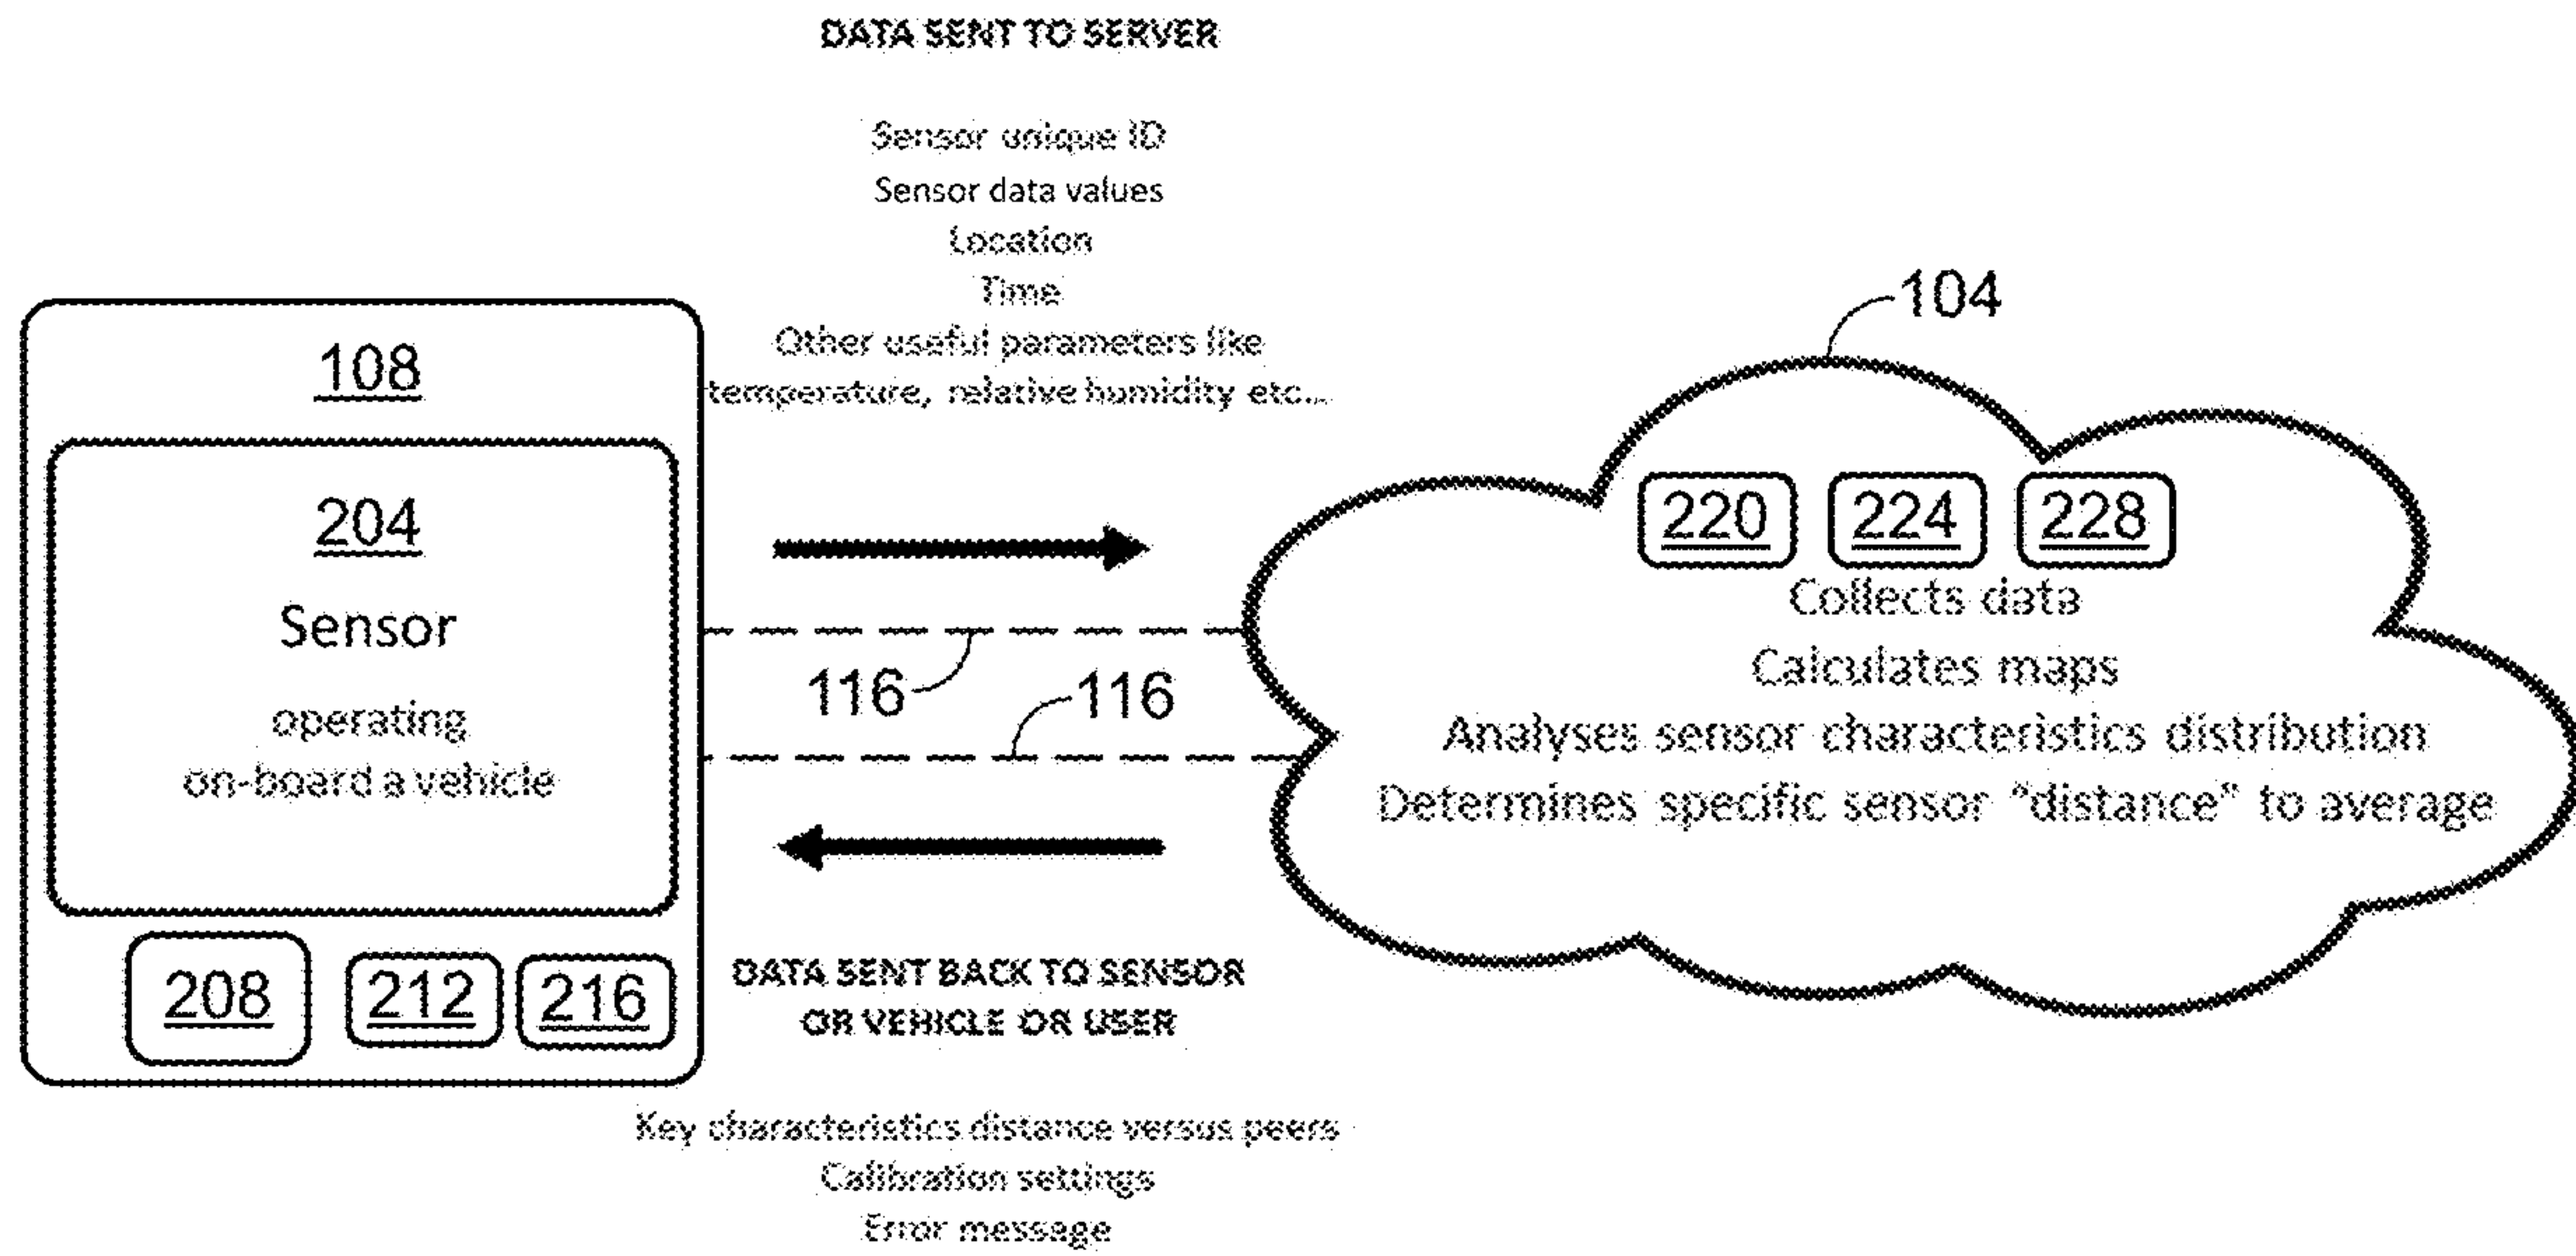 DATA SENT TO SERVER
Sensor unique ID
Sensor data values
Location
Time
Other useful parameters like
temperature, relative humidity etc...
108
204
Sensor
operating
on-board a vehicle
208 212 216
116
116
104
220 224 228
Collects data
Calculates maps
Analyses sensor characteristics distribution
Determines specific sensor "distance" to average
DATA SENT BACK TO SENSOR
OR VEHICLE OR USER
Key characteristics distance versus peers
Calibration settings
Error message